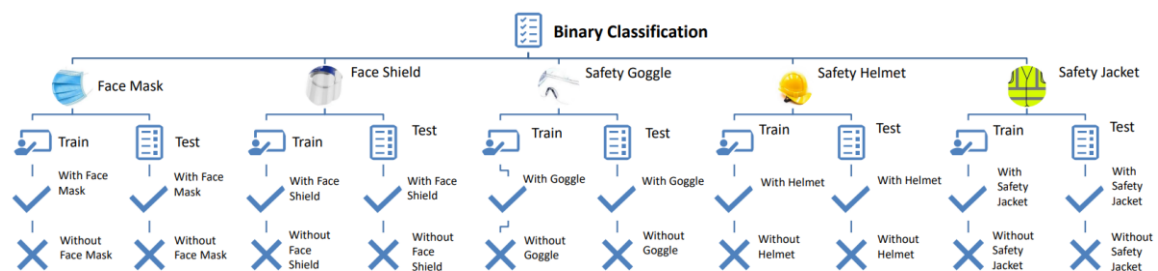 Binary Classification
Face Mask
Face Shield
Safety Goggle
Safety Helmet
Safety Jacket
Train
Test
Train
Test
Train
Test
Train
Test
Train
Test
With Face
Mask
With Face
Mask
With Face
Shield
With Face
Shield
With Goggle
With Goggle
With Helmet
With Helmet
With
Safety
Jacket
With
Safety
Jacket
Without
Face Mask
Without
Face Mask
Without
Face
Shield
Without
Face
Shield
Without
Goggle
Without
Goggle
Without
Helmet
Without
Helmet
Without
Safety
Jacket
Without
Safety
Jacket